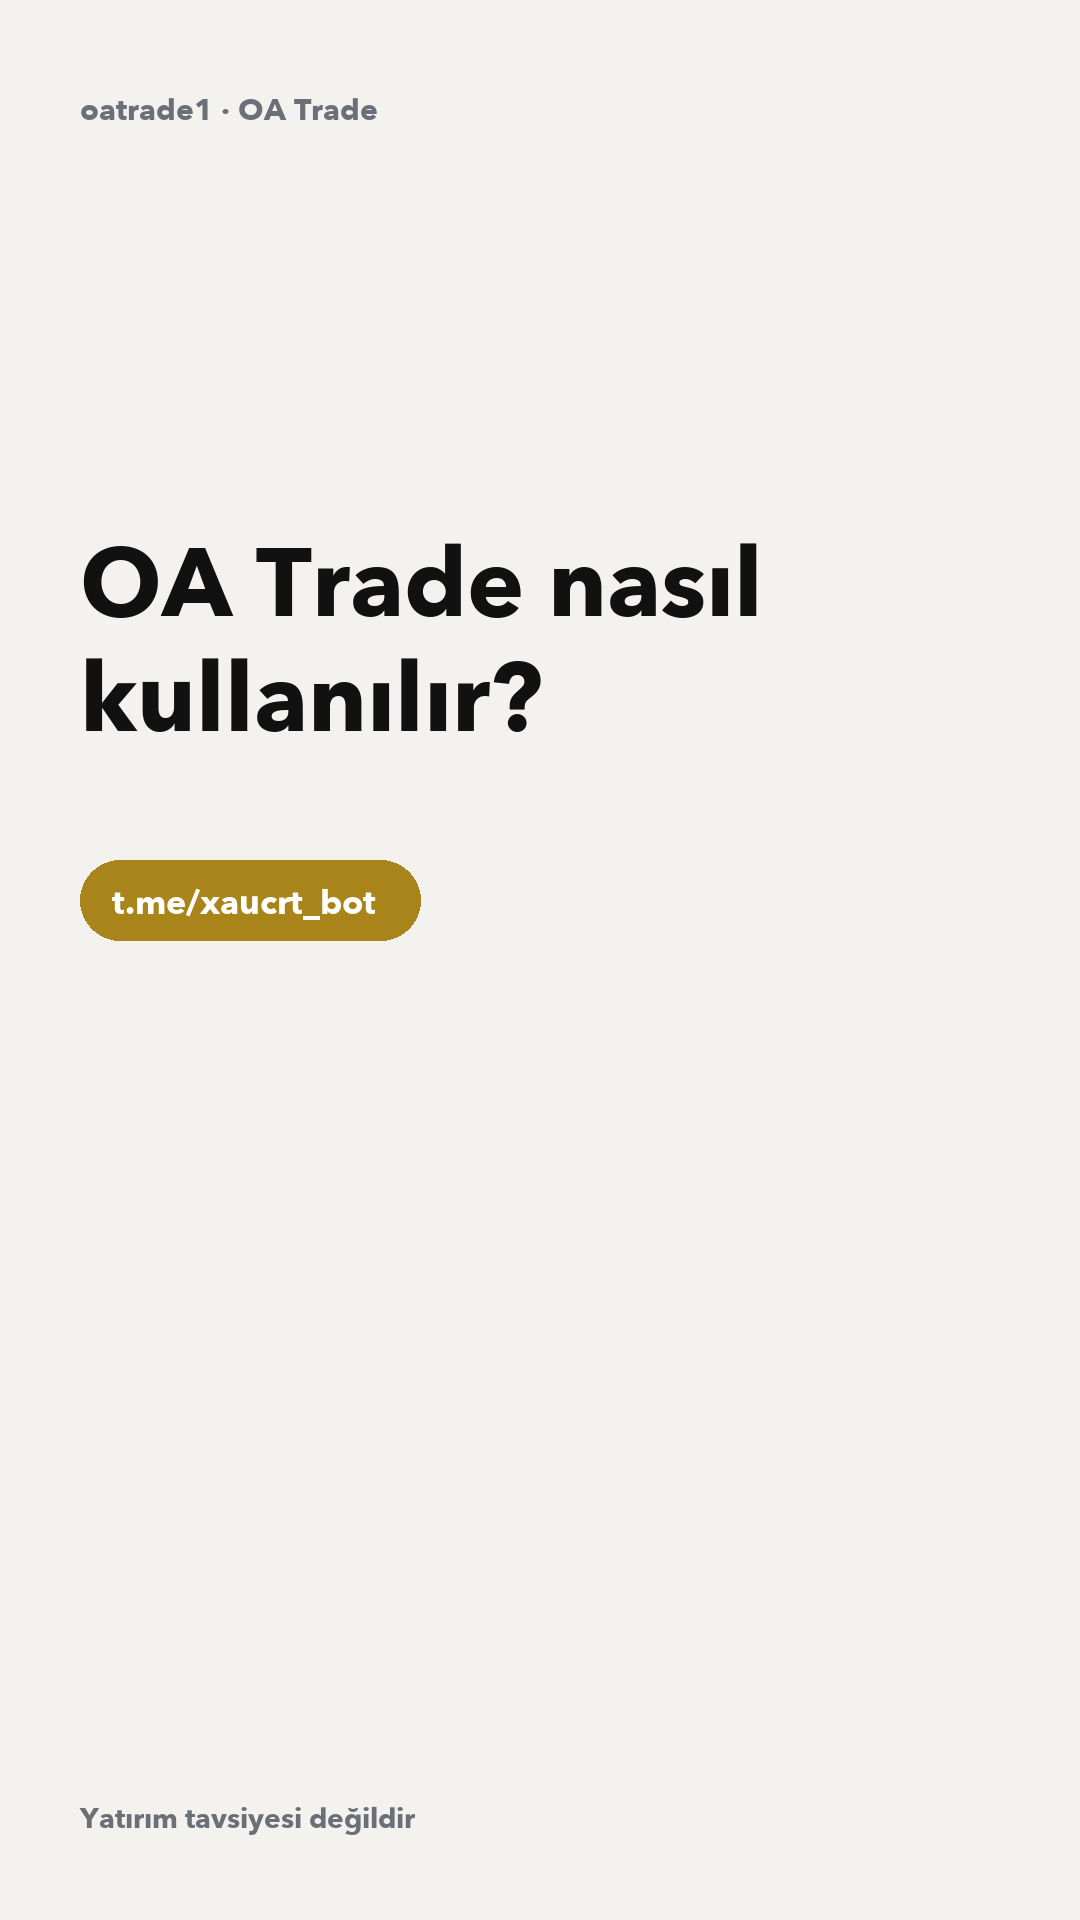 oatrade1 · OA Trade
OA Trade nasıl
kullanılır?
t.me/xaucrt_bot
Yatırım tavsiyesi değildir